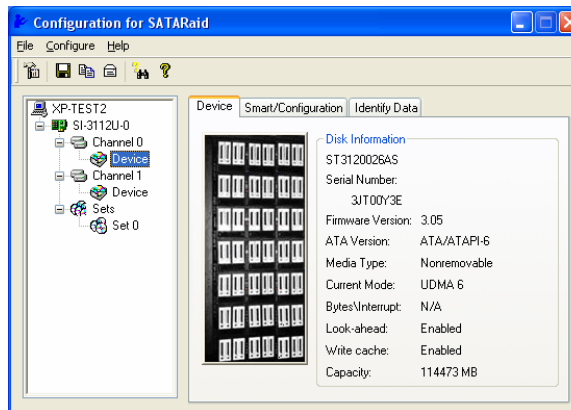 Configuration for SATARaid
File Configure Help
XP-TEST2
SI-3112U-0
Channel 0
Device
Channel 1
Device
Sets
Set 0
Device Smart/Configuration Identify Data
Disk Information
ST3120026AS
Serial Number:
3JT00Y3E
Firmware Version: 3.05
ATA Version: ATA/ATAPI-6
Media Type: Nonremovable
Current Mode: UDMA 6
Bytes\Interrupt: N/A
Look-ahead: Enabled
Write cache: Enabled
Capacity: 114473 MB